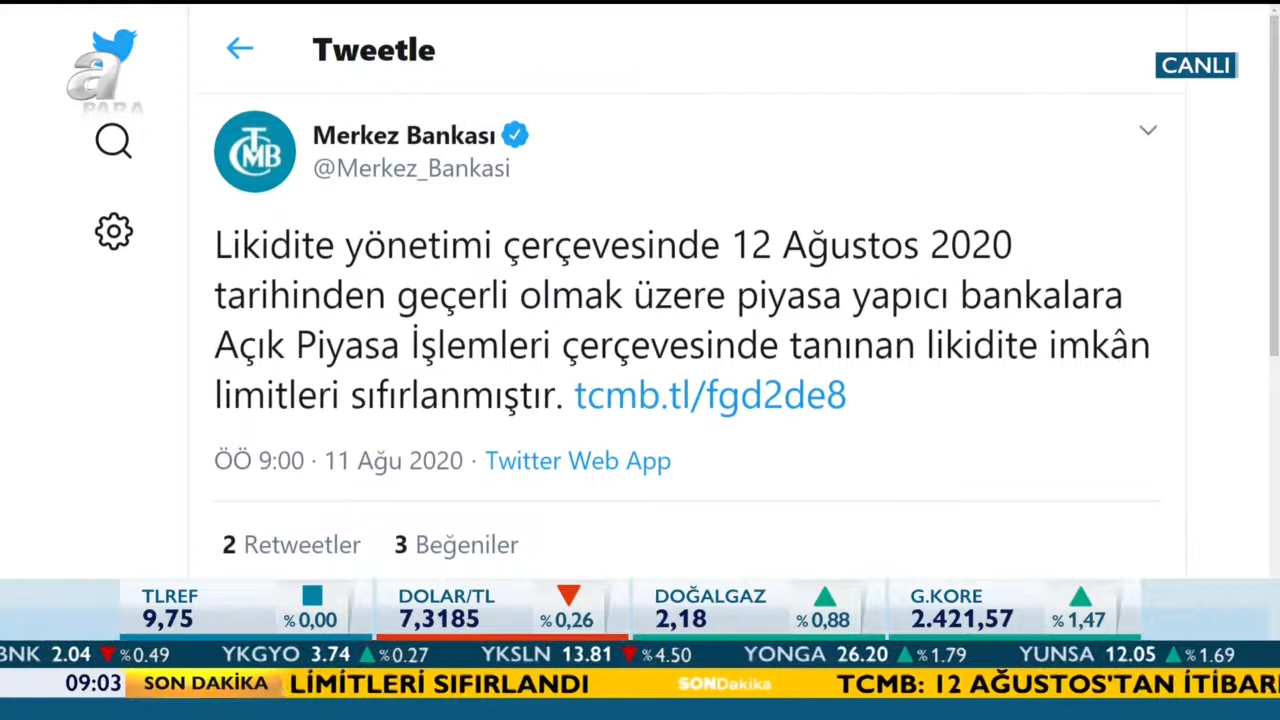 Tweetle
a
PARA
CANLI
TCMB
Merkez Bankası
@Merkez_Bankasi
Likidite yönetimi çerçevesinde 12 Ağustos 2020
tarihinden geçerli olmak üzere piyasa yapıcı bankalara
Açık Piyasa İşlemleri çerçevesinde tanınan likidite imkân
limitleri sıfırlanmıştır. tcmb.tl/fgd2de8
ÖÖ 9:00 · 11 Ağu 2020 · Twitter Web App
2 Retweetler 3 Beğeniler
TLREF DOLAR/TL DOĞALGAZ G.KORE
9,75 %0,00 7,3185 %0,26 2,18 %0,88 2.421,57 %1,47
BNK 2.04 %0.49 YKGYO 3.74 %0.27 YKSLN 13.81 %4.50 YONGA 26.20 %1.79 YUNSA 12.05 %1.69
09:03 SON DAKİKA LİMİTLERİ SIFIRLANDI SONDakika TCMB: 12 AĞUSTOS'TAN İTİBAR